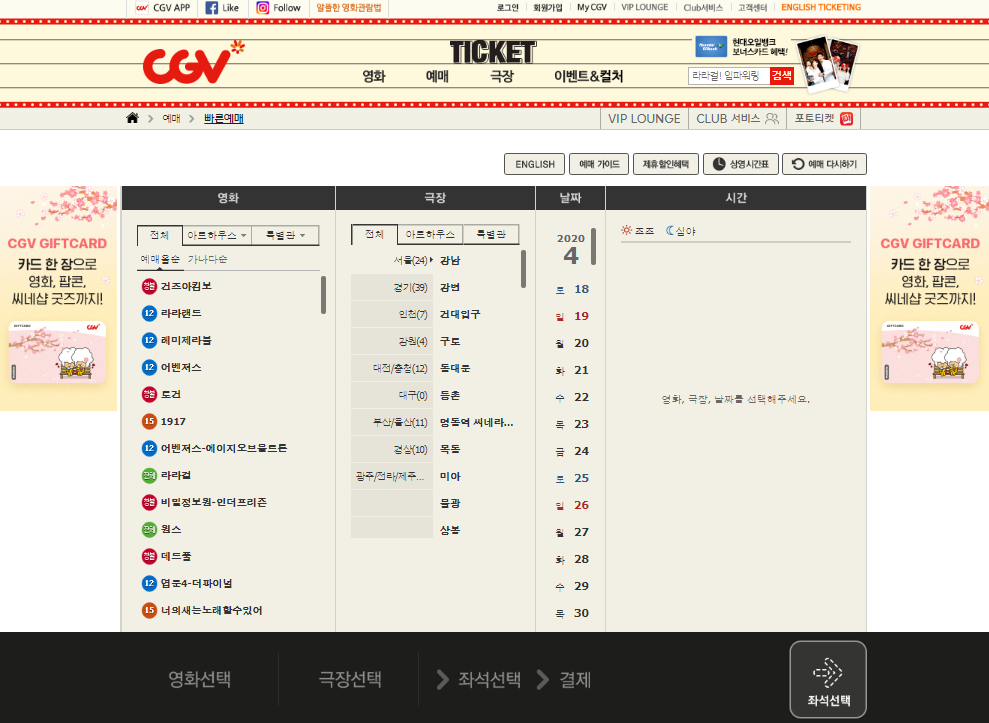 CGV APP Like Follow 알뜰한 영화관람법 로그인 회원가입 My CGV VIP LOUNGE Club서비스 고객센터 ENGLISH TICKETING
CGV
TICKET
영화 예매 극장 이벤트&컬처
현대오일뱅크
보너스카드 혜택!
라라걸! 임파워링 검색
예매 빠른예매 VIP LOUNGE CLUB 서비스 포토티켓
ENGLISH 예매 가이드 제휴할인혜택 상영시간표 예매 다시하기
영화 극장 날짜 시간
CGV GIFTCARD
카드 한 장으로
영화, 팝콘,
씨네샵 굿즈까지!
GIFTCARD CGV
전체 아트하우스 특별관
예매율순 가나다순
청불 건즈아킴보
12 라라랜드
12 레미제라블
12 어벤져스
청불 로건
15 1917
12 어벤져스-에이지오브울트론
전체 라라걸
청불 비밀정보원-인더프리즌
전체 원스
청불 데드풀
12 엽문4-더파이널
15 너의새는노래할수있어
전체 아트하우스 특별관
서울(24) 강남
경기(39) 강변
인천(7) 건대입구
강원(4) 구로
대전/충청(12) 동대문
대구(0) 등촌
부산/울산(11) 명동역 씨네라...
경상(10) 목동
광주/전라/제주... 미아
불광
상봉
2020
4
토 18
일 19
월 20
화 21
수 22
목 23
금 24
토 25
일 26
월 27
화 28
수 29
목 30
조조 심야
영화, 극장, 날짜를 선택해주세요.
CGV GIFTCARD
카드 한 장으로
영화, 팝콘,
씨네샵 굿즈까지!
GIFTCARD CGV
영화선택 극장선택 좌석선택 결제
좌석선택